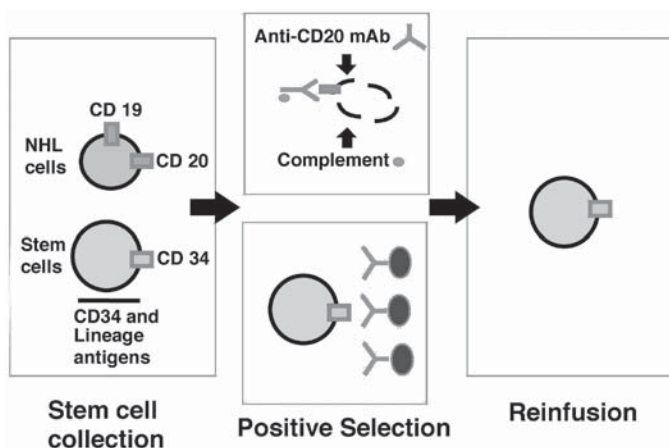 CD 19
NHL
cells
CD 20
Stem
cells
CD 34
CD34 and
Lineage
antigens
Stem cell
collection
Anti-CD20 mAb
Complement
Positive Selection
Reinfusion